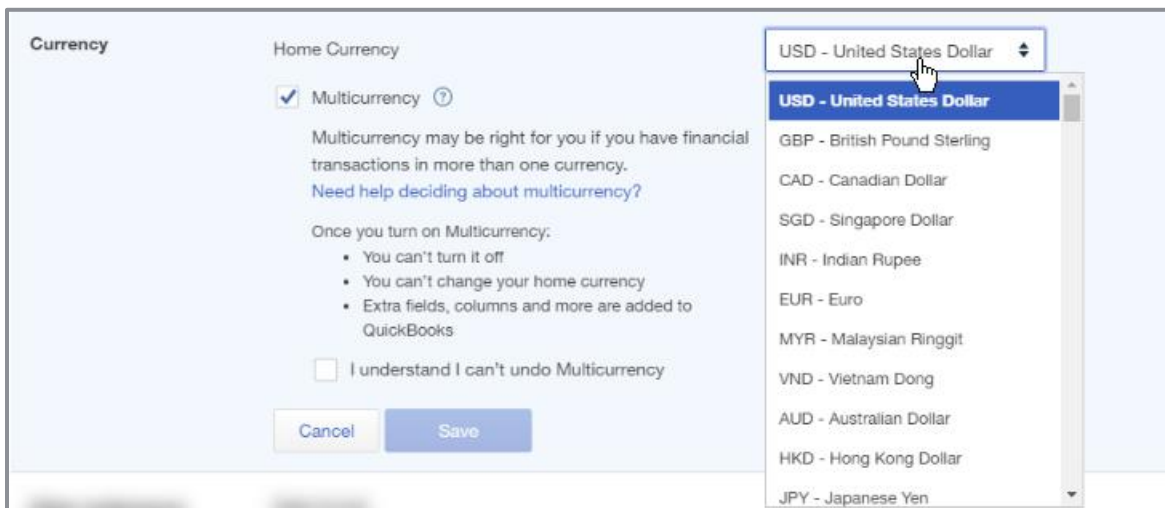 Currency
Home Currency
USD - United States Dollar
Multicurrency ?
Multicurrency may be right for you if you have financial
transactions in more than one currency.
Need help deciding about multicurrency?
Once you turn on Multicurrency:
• You can't turn it off
• You can't change your home currency
• Extra fields, columns and more are added to
QuickBooks
I understand I can't undo Multicurrency
Cancel
Save
USD - United States Dollar
GBP - British Pound Sterling
CAD - Canadian Dollar
SGD - Singapore Dollar
INR - Indian Rupee
EUR - Euro
MYR - Malaysian Ringgit
VND - Vietnam Dong
AUD - Australian Dollar
HKD - Hong Kong Dollar
JPY - Japanese Yen